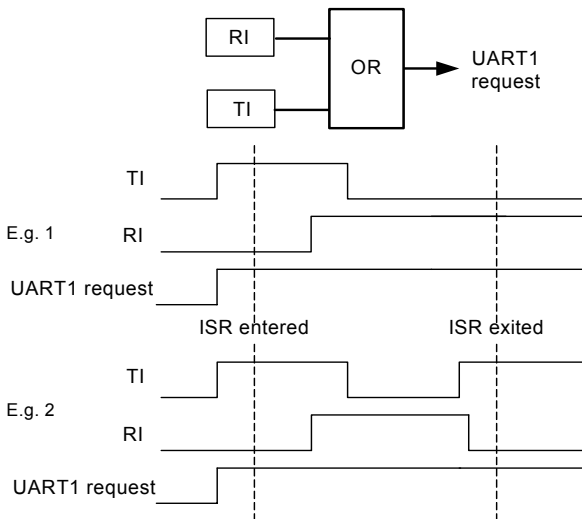 RI
OR
UART1
request
TI
TI
E.g. 1
RI
UART1 request
ISR entered
ISR exited
TI
E.g. 2
RI
UART1 request